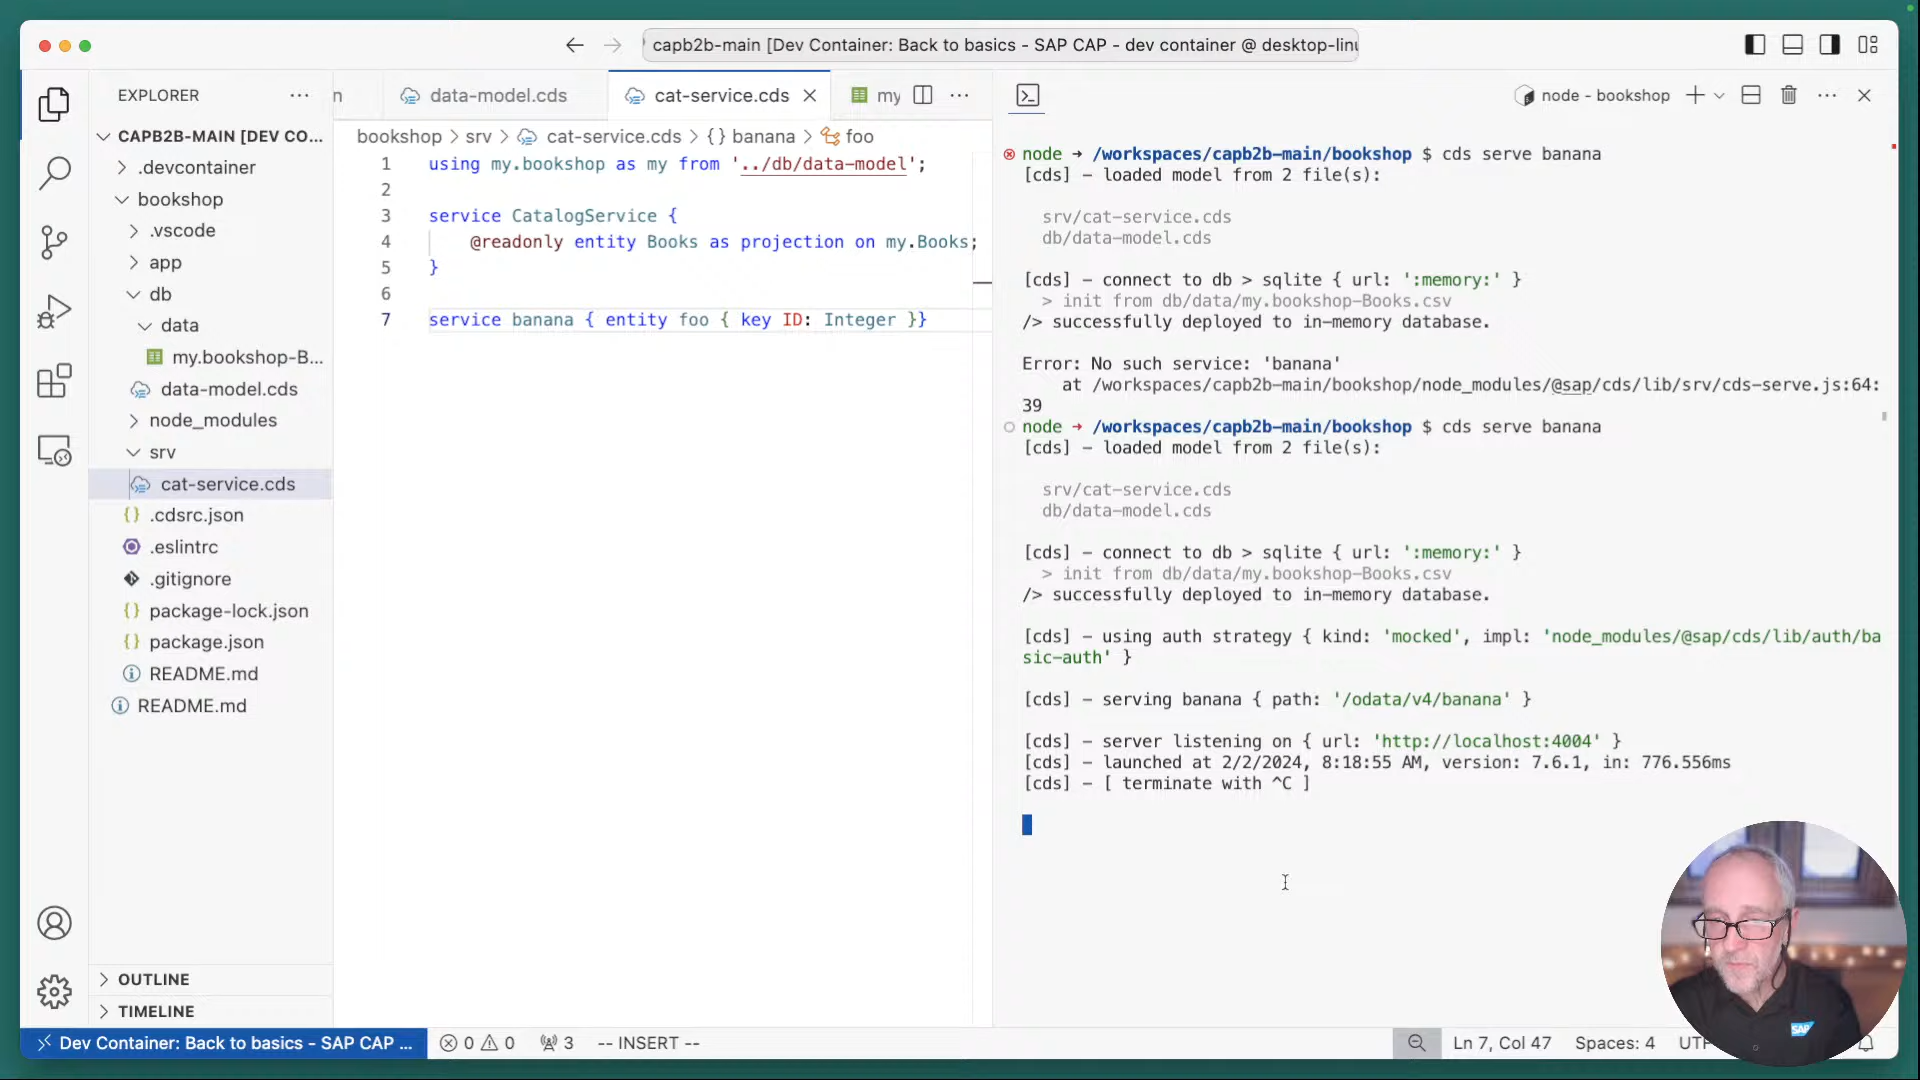 capb2b-main [Dev Container: Back to basics - SAP CAP - dev container @ desktop-linu
EXPLORER
CAPB2B-MAIN [DEV CO...
.devcontainer
bookshop
.vscode
app
db
data
my.bookshop-B...
data-model.cds
node_modules
srv
cat-service.cds
.cdsrc.json
.eslintrc
.gitignore
package-lock.json
package.json
README.md
README.md
OUTLINE
TIMELINE
n
data-model.cds
cat-service.cds
my
bookshop > srv > cat-service.cds > {} banana > foo
1 using my.bookshop as my from '../db/data-model';
2
3 service CatalogService {
4 @readonly entity Books as projection on my.Books;
5 }
6
7 service banana { entity foo { key ID: Integer }}
node - bookshop
node → /workspaces/capb2b-main/bookshop $ cds serve banana
[cds] - loaded model from 2 file(s):
srv/cat-service.cds
db/data-model.cds
[cds] - connect to db > sqlite { url: ':memory:' }
> init from db/data/my.bookshop-Books.csv
/> successfully deployed to in-memory database.
Error: No such service: 'banana'
at /workspaces/capb2b-main/bookshop/node_modules/@sap/cds/lib/srv/cds-serve.js:64:
39
node → /workspaces/capb2b-main/bookshop $ cds serve banana
[cds] - loaded model from 2 file(s):
srv/cat-service.cds
db/data-model.cds
[cds] - connect to db > sqlite { url: ':memory:' }
> init from db/data/my.bookshop-Books.csv
/> successfully deployed to in-memory database.
[cds] - using auth strategy { kind: 'mocked', impl: 'node_modules/@sap/cds/lib/auth/ba
sic-auth' }
[cds] - serving banana { path: '/odata/v4/banana' }
[cds] - server listening on { url: 'http://localhost:4004' }
[cds] - launched at 2/2/2024, 8:18:55 AM, version: 7.6.1, in: 776.556ms
[cds] - [ terminate with ^C ]
SAP
Dev Container: Back to basics - SAP CAP ...
0 0
3
-- INSERT --
Ln 7, Col 47
Spaces: 4
UTF